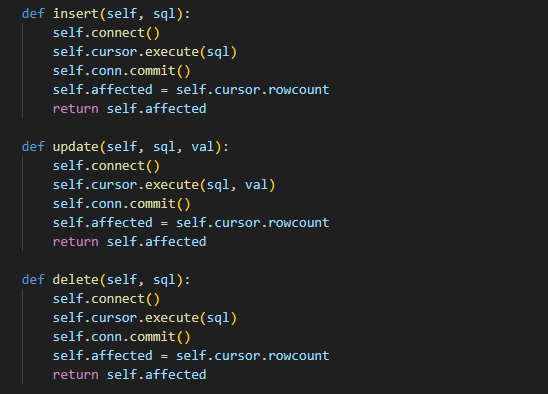 def insert(self, sql):
    self.connect()
    self.cursor.execute(sql)
    self.conn.commit()
    self.affected = self.cursor.rowcount
    return self.affected

def update(self, sql, val):
    self.connect()
    self.cursor.execute(sql, val)
    self.conn.commit()
    self.affected = self.cursor.rowcount
    return self.affected

def delete(self, sql):
    self.connect()
    self.cursor.execute(sql)
    self.conn.commit()
    self.affected = self.cursor.rowcount
    return self.affected